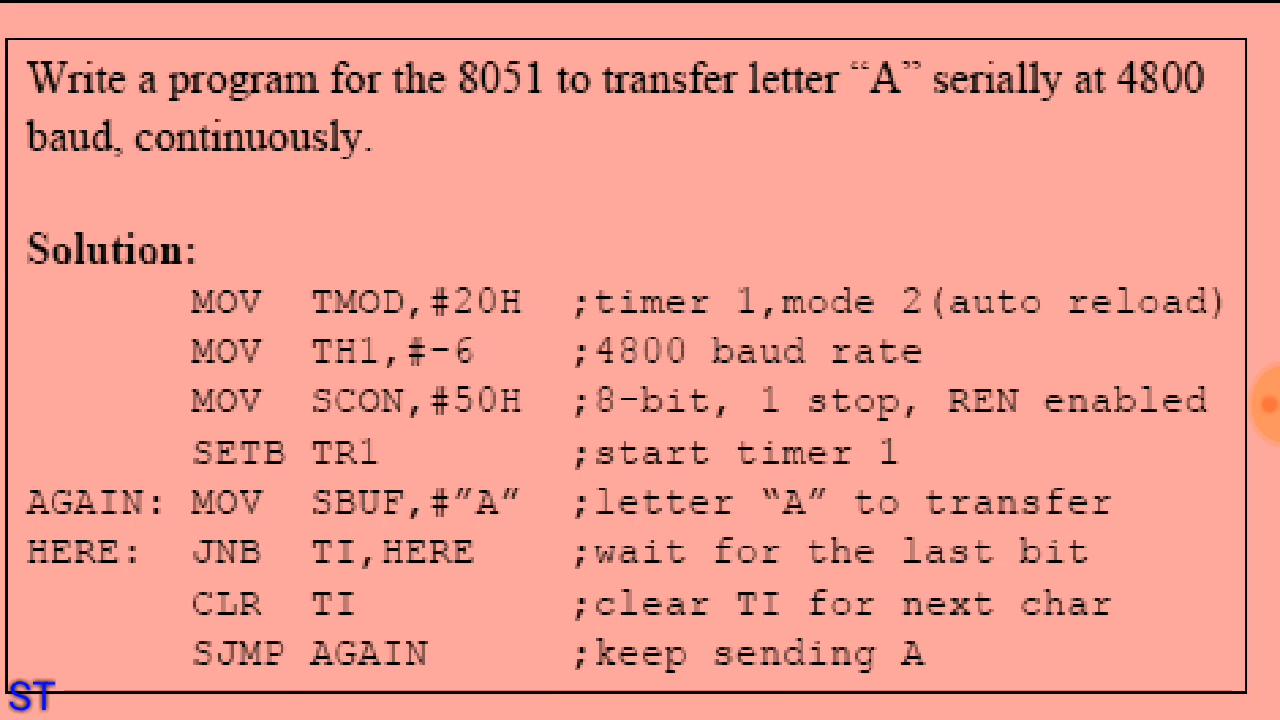 Write a program for the 8051 to transfer letter “A” serially at 4800
baud, continuously.
Solution:
MOV TMOD,#20H ;timer 1,mode 2(auto reload)
MOV TH1,#-6 ;4800 baud rate
MOV SCON,#50H ;8-bit, 1 stop, REN enabled
SETB TR1 ;start timer 1
AGAIN: MOV SBUF,#”A” ;letter “A” to transfer
HERE: JNB TI,HERE ;wait for the last bit
CLR TI ;clear TI for next char
SJMP AGAIN ;keep sending A
ST